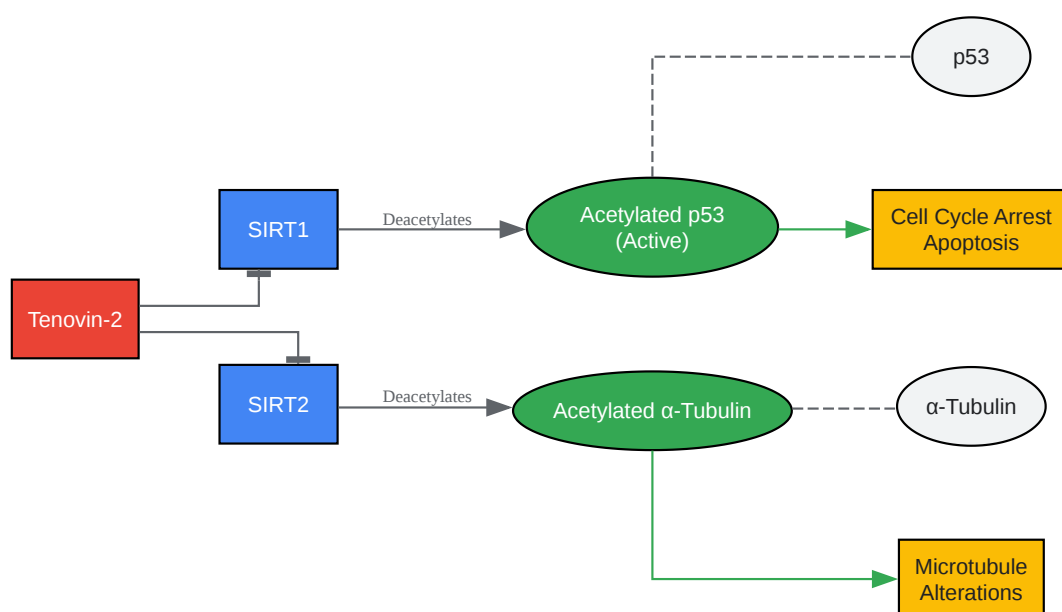 p53
SIRT1
Deacetylates
Acetylated p53
(Active)
Cell Cycle Arrest
Apoptosis
Tenovin-2
SIRT2
Deacetylates
Acetylated α-Tubulin
α-Tubulin
Microtubule
Alterations